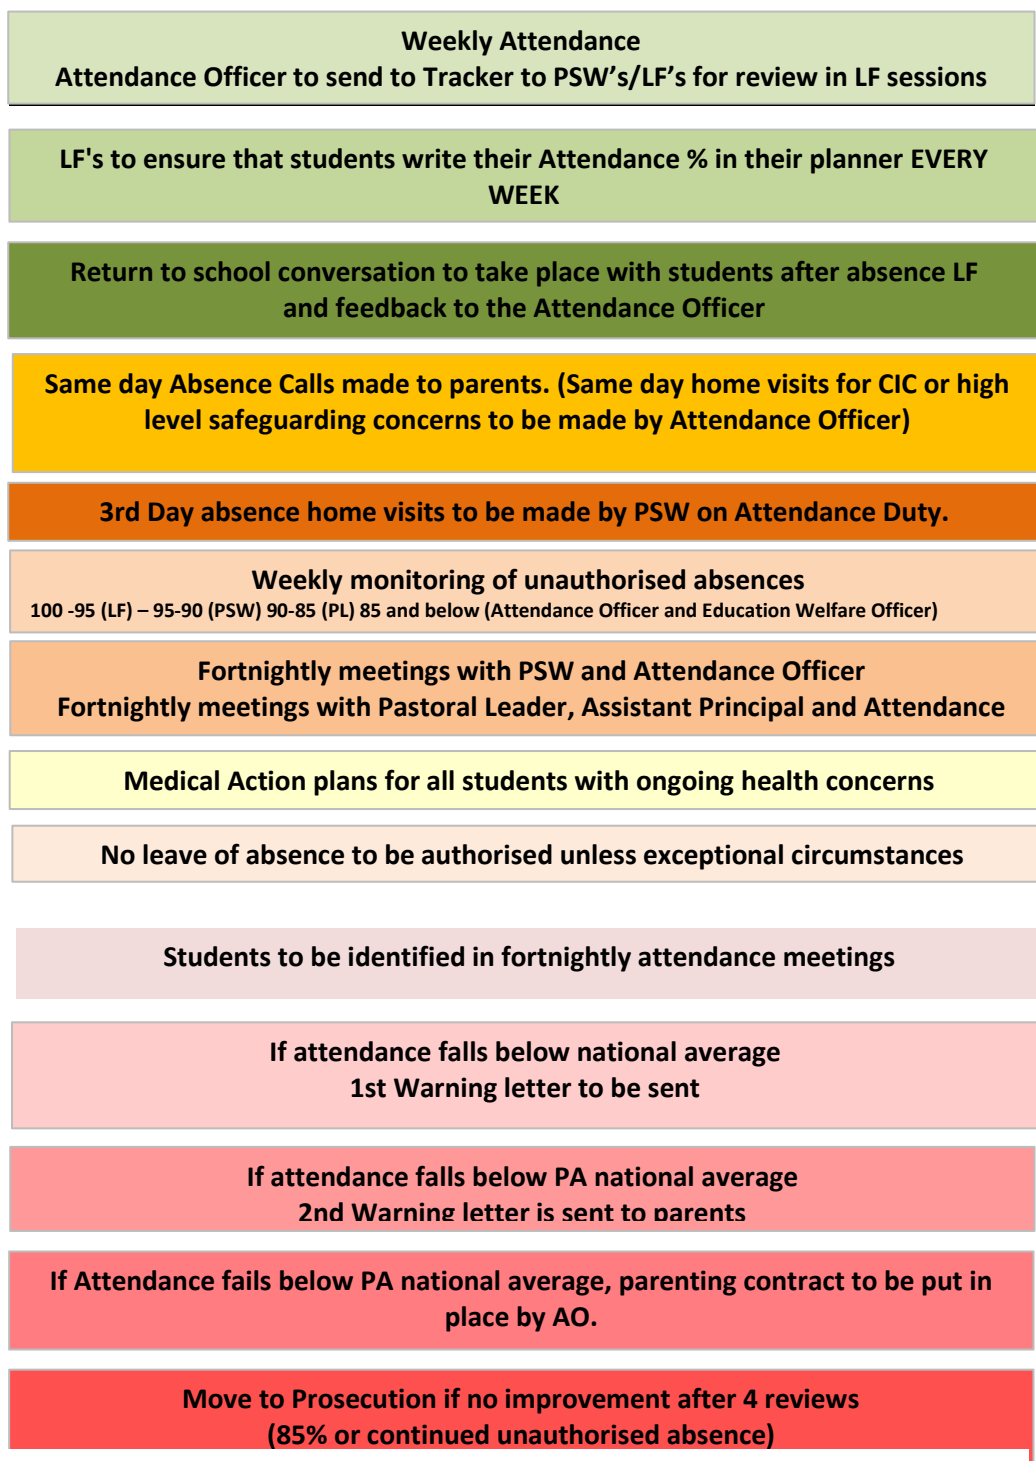 Weekly Attendance
Attendance Officer to send to Tracker to PSW’s/LF’s for review in LF sessions
LF's to ensure that students write their Attendance % in their planner EVERY
WEEK
Return to school conversation to take place with students after absence LF
and feedback to the Attendance Officer
Same day Absence Calls made to parents. (Same day home visits for CIC or high
level safeguarding concerns to be made by Attendance Officer)
3rd Day absence home visits to be made by PSW on Attendance Duty.
Weekly monitoring of unauthorised absences
100 -95 (LF) – 95-90 (PSW) 90-85 (PL) 85 and below (Attendance Officer and Education Welfare Officer)
Fortnightly meetings with PSW and Attendance Officer
Fortnightly meetings with Pastoral Leader, Assistant Principal and Attendance
Medical Action plans for all students with ongoing health concerns
No leave of absence to be authorised unless exceptional circumstances
Students to be identified in fortnightly attendance meetings
If attendance falls below national average
1st Warning letter to be sent
If attendance falls below PA national average
2nd Warning letter is sent to parents
If Attendance fails below PA national average, parenting contract to be put in
place by AO.
Move to Prosecution if no improvement after 4 reviews
(85% or continued unauthorised absence)